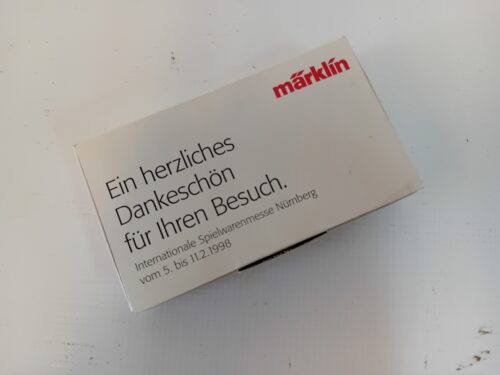 märklin
Ein herzliches
Dankeschön
für Ihren Besuch.
Internationale Spielwarenmesse Nürnberg
vom 5. bis 11.2.1998